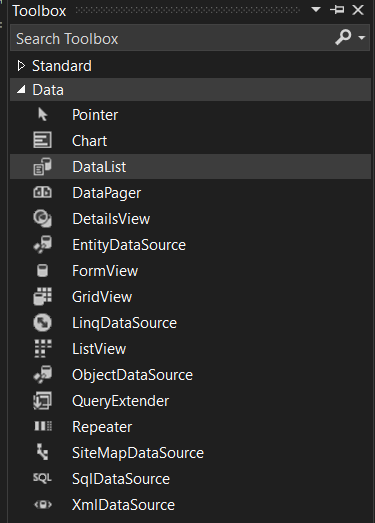 Toolbox
Search Toolbox
Standard
Data
Pointer
Chart
DataList
DataPager
DetailsView
EntityDataSource
FormView
GridView
LinqDataSource
ListView
ObjectDataSource
QueryExtender
Repeater
SiteMapDataSource
SQL SqlDataSource
XmlDataSource